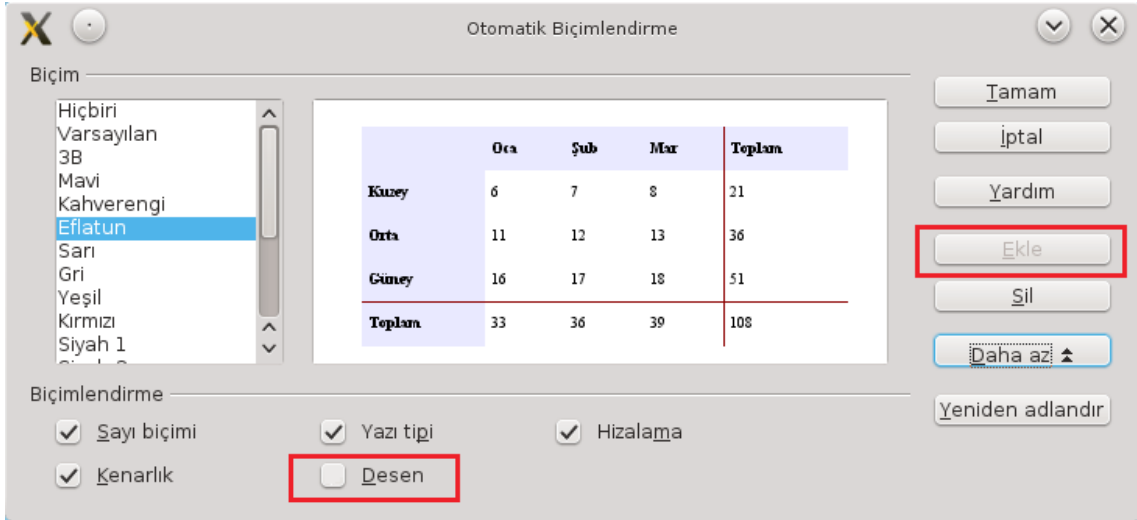 Otomatik Biçimlendirme
Biçim
Hiçbiri
Varsayılan
3B
Mavi
Kahverengi
Eflatun
Sarı
Gri
Yeşil
Kırmızı
Siyah 1
Oca Şub Mar Toplam
Kuzey 6 7 8 21
Orta 11 12 13 36
Güney 16 17 18 51
Toplam 33 36 39 108
Tamam
İptal
Yardım
Ekle
Sil
Daha az
Yeniden adlandır
Biçimlendirme
Sayı biçimi Yazı tipi Hizalama
Kenarlık Desen